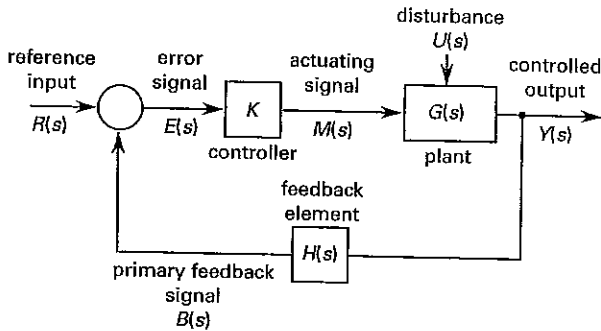 disturbance
U(s)
reference
input
R(s)
error
signal
E(s)
K
controller
actuating
signal
M(s)
G(s)
plant
controlled
output
Y(s)
feedback
element
H(s)
primary feedback
signal
B(s)